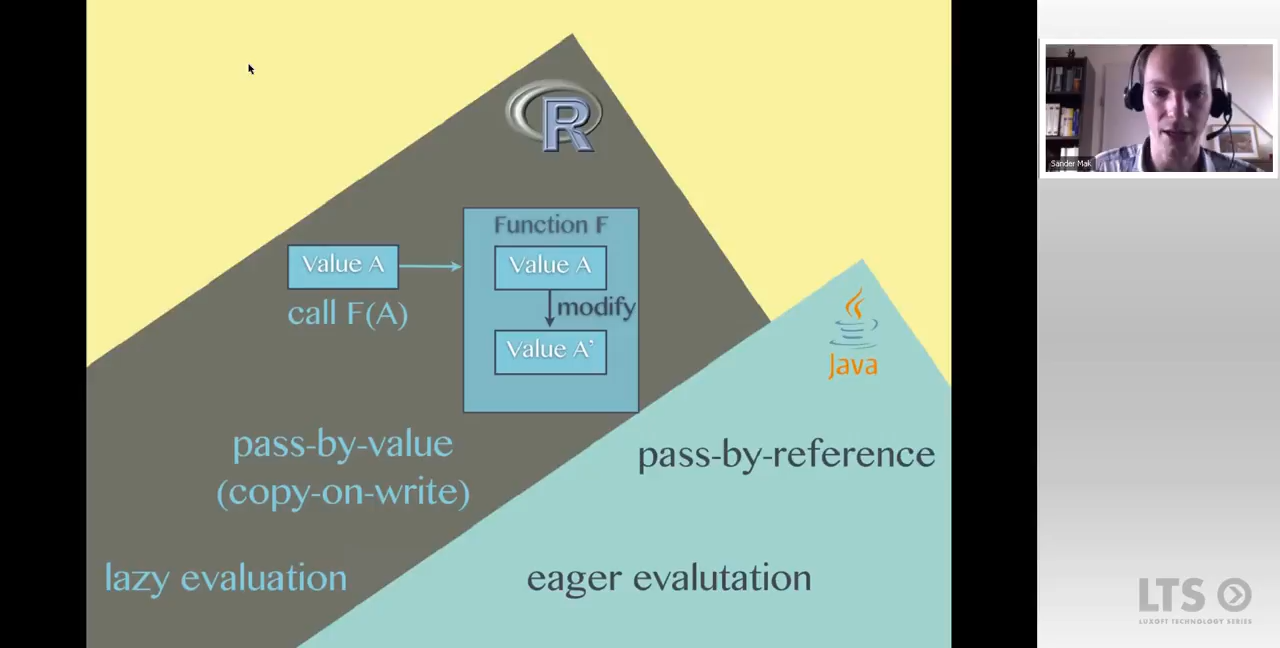 R
Function F
Value A
Value A
modify
call F(A)
Value A'
Java
pass-by-value
(copy-on-write)
pass-by-reference
lazy evaluation
eager evalutation
Sander Mak
LTS
LUXOFT TECHNOLOGY SERIES